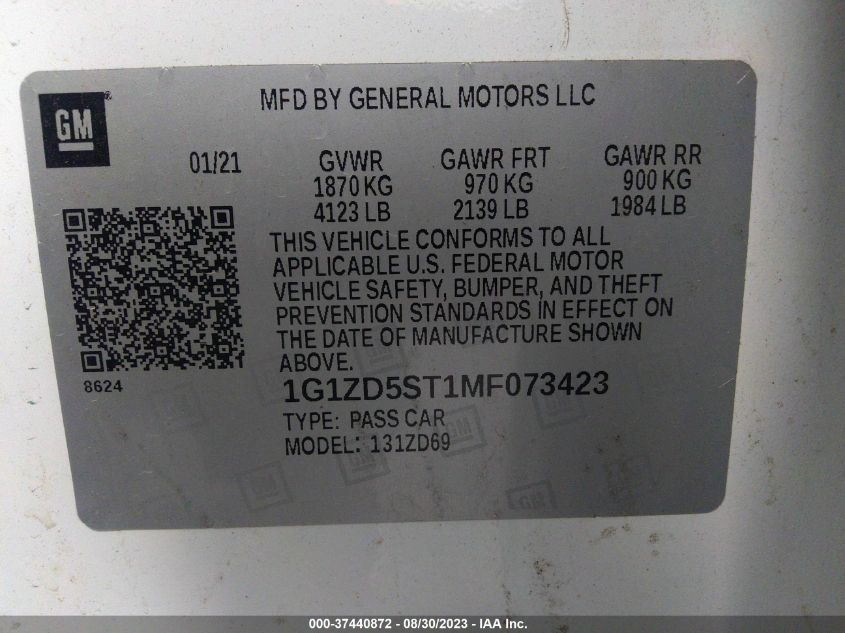 GM
MFD BY GENERAL MOTORS LLC
01/21 GVWR GAWR FRT GAWR RR
1870 KG 970 KG 900 KG
4123 LB 2139 LB 1984 LB
THIS VEHICLE CONFORMS TO ALL
APPLICABLE U.S. FEDERAL MOTOR
VEHICLE SAFETY, BUMPER, AND THEFT
PREVENTION STANDARDS IN EFFECT ON
THE DATE OF MANUFACTURE SHOWN
ABOVE.
8624
1G1ZD5ST1MF073423
TYPE: PASS CAR
MODEL: 131ZD69
GM
000-37440872 - 08/30/2023 - IAA Inc.